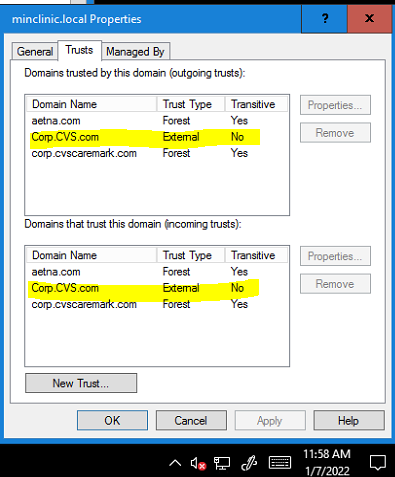 minclinic.local Properties
?
X
General Trusts Managed By
Domains trusted by this domain (outgoing trusts):
Domain Name Trust Type Transitive
aetna.com Forest Yes
Corp.CVS.com External No
corp.cvscaremark.com Forest Yes
Properties...
Remove
Domains that trust this domain (incoming trusts):
Domain Name Trust Type Transitive
aetna.com Forest Yes
Corp.CVS.com External No
corp.cvscaremark.com Forest Yes
Properties...
Remove
New Trust...
OK Cancel Apply Help
11:58 AM
1/7/2022